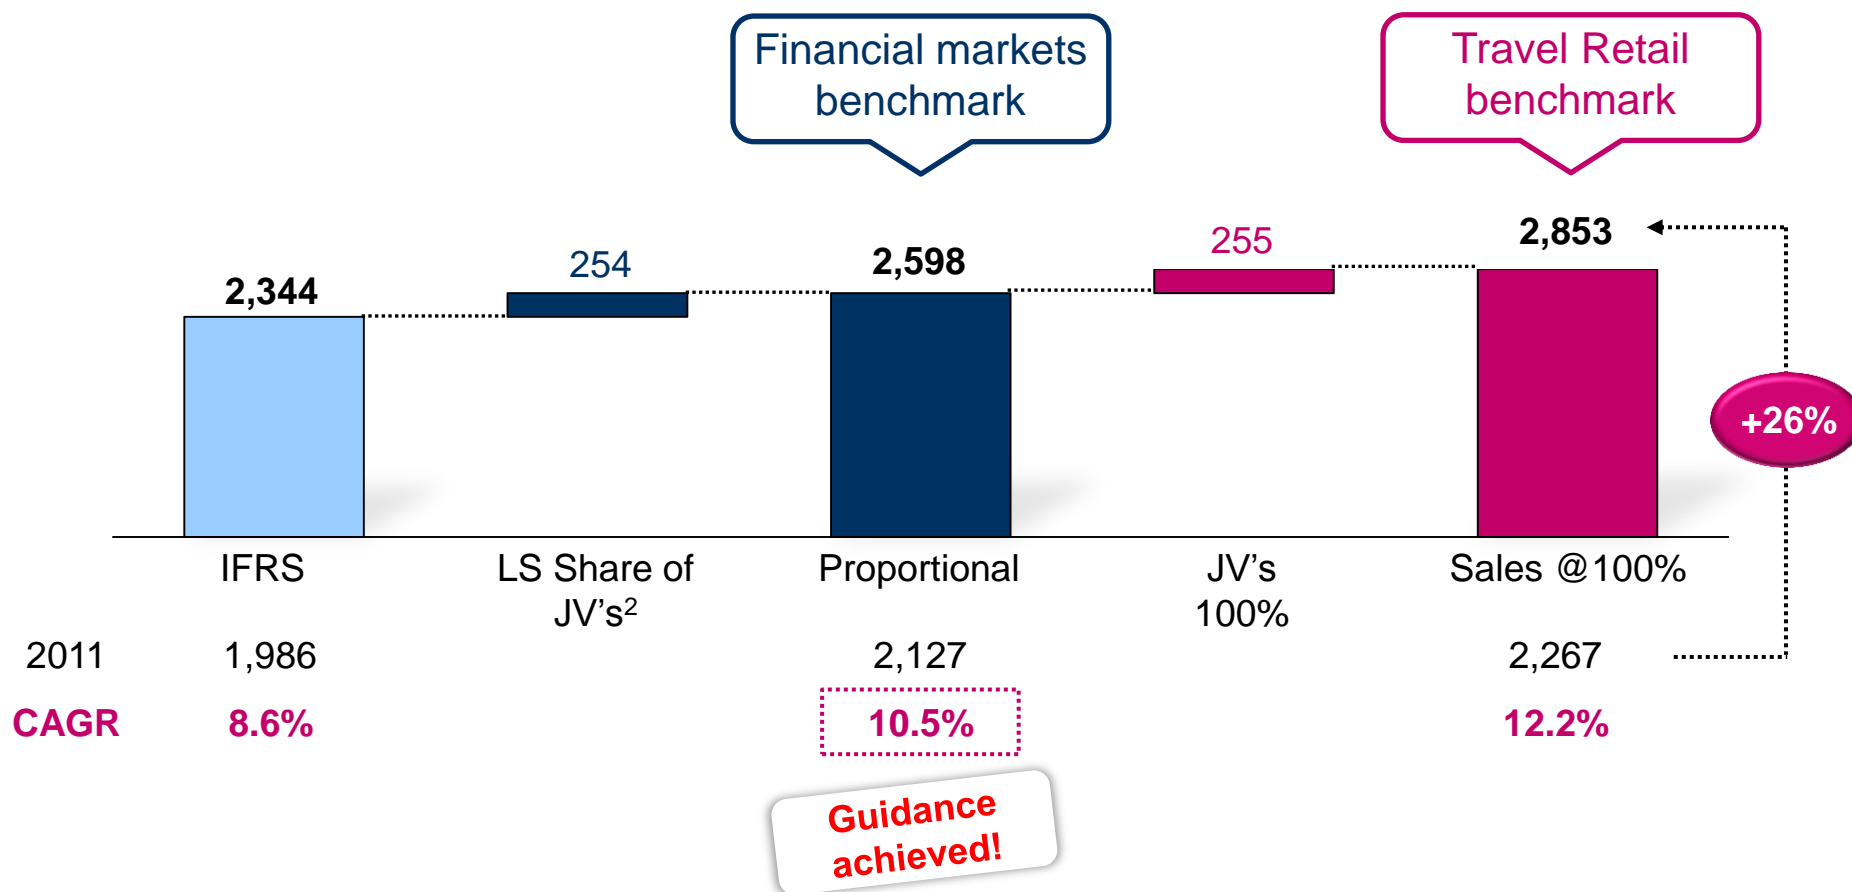 Financial markets
benchmark
Travel Retail
benchmark
2,344
254
2,598
255
2,853
+26%
IFRS
LS Share of
JV's²
Proportional
JV's
100%
Sales @100%
2011 1,986 2,127 2,267
CAGR 8.6% 10.5% 12.2%
Guidance
achieved!